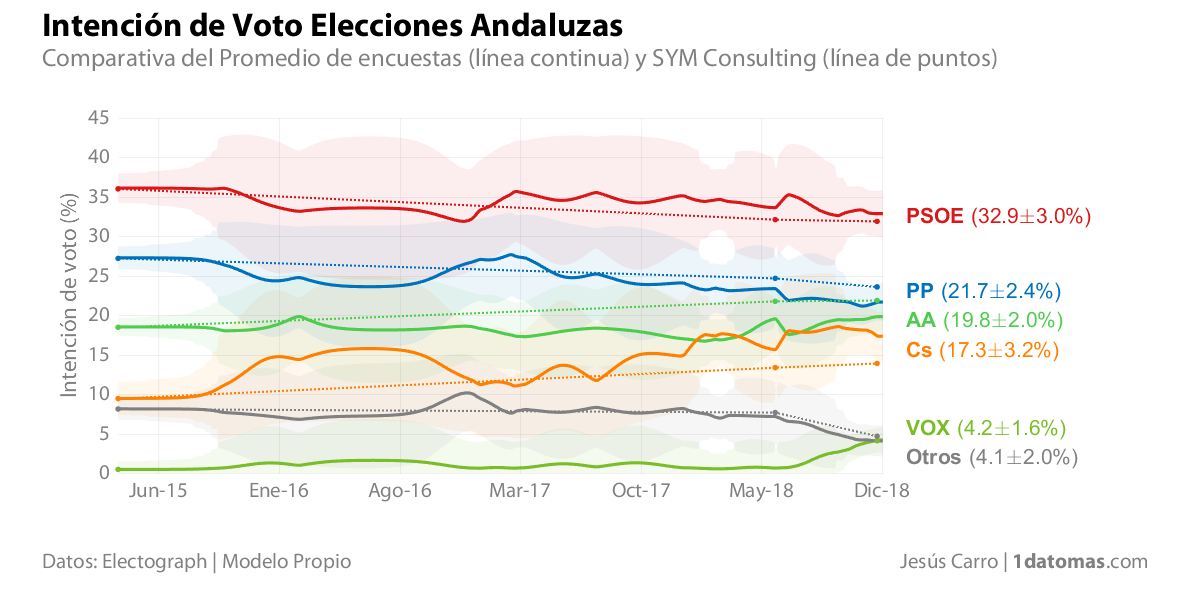 Intención de Voto Elecciones Andaluzas
Comparativa del Promedio de encuestas (línea continua) y SYM Consulting (línea de puntos)
Intención de voto (%)
45
40
35
30
25
20
15
10
5
0
Jun-15 Ene-16 Ago-16 Mar-17 Oct-17 May-18 Dic-18
PSOE (32.9±3.0%)
PP (21.7±2.4%)
AA (19.8±2.0%)
Cs (17.3±3.2%)
VOX (4.2±1.6%)
Otros (4.1±2.0%)
Datos: Electograph | Modelo Propio
Jesús Carro | 1datomas.com